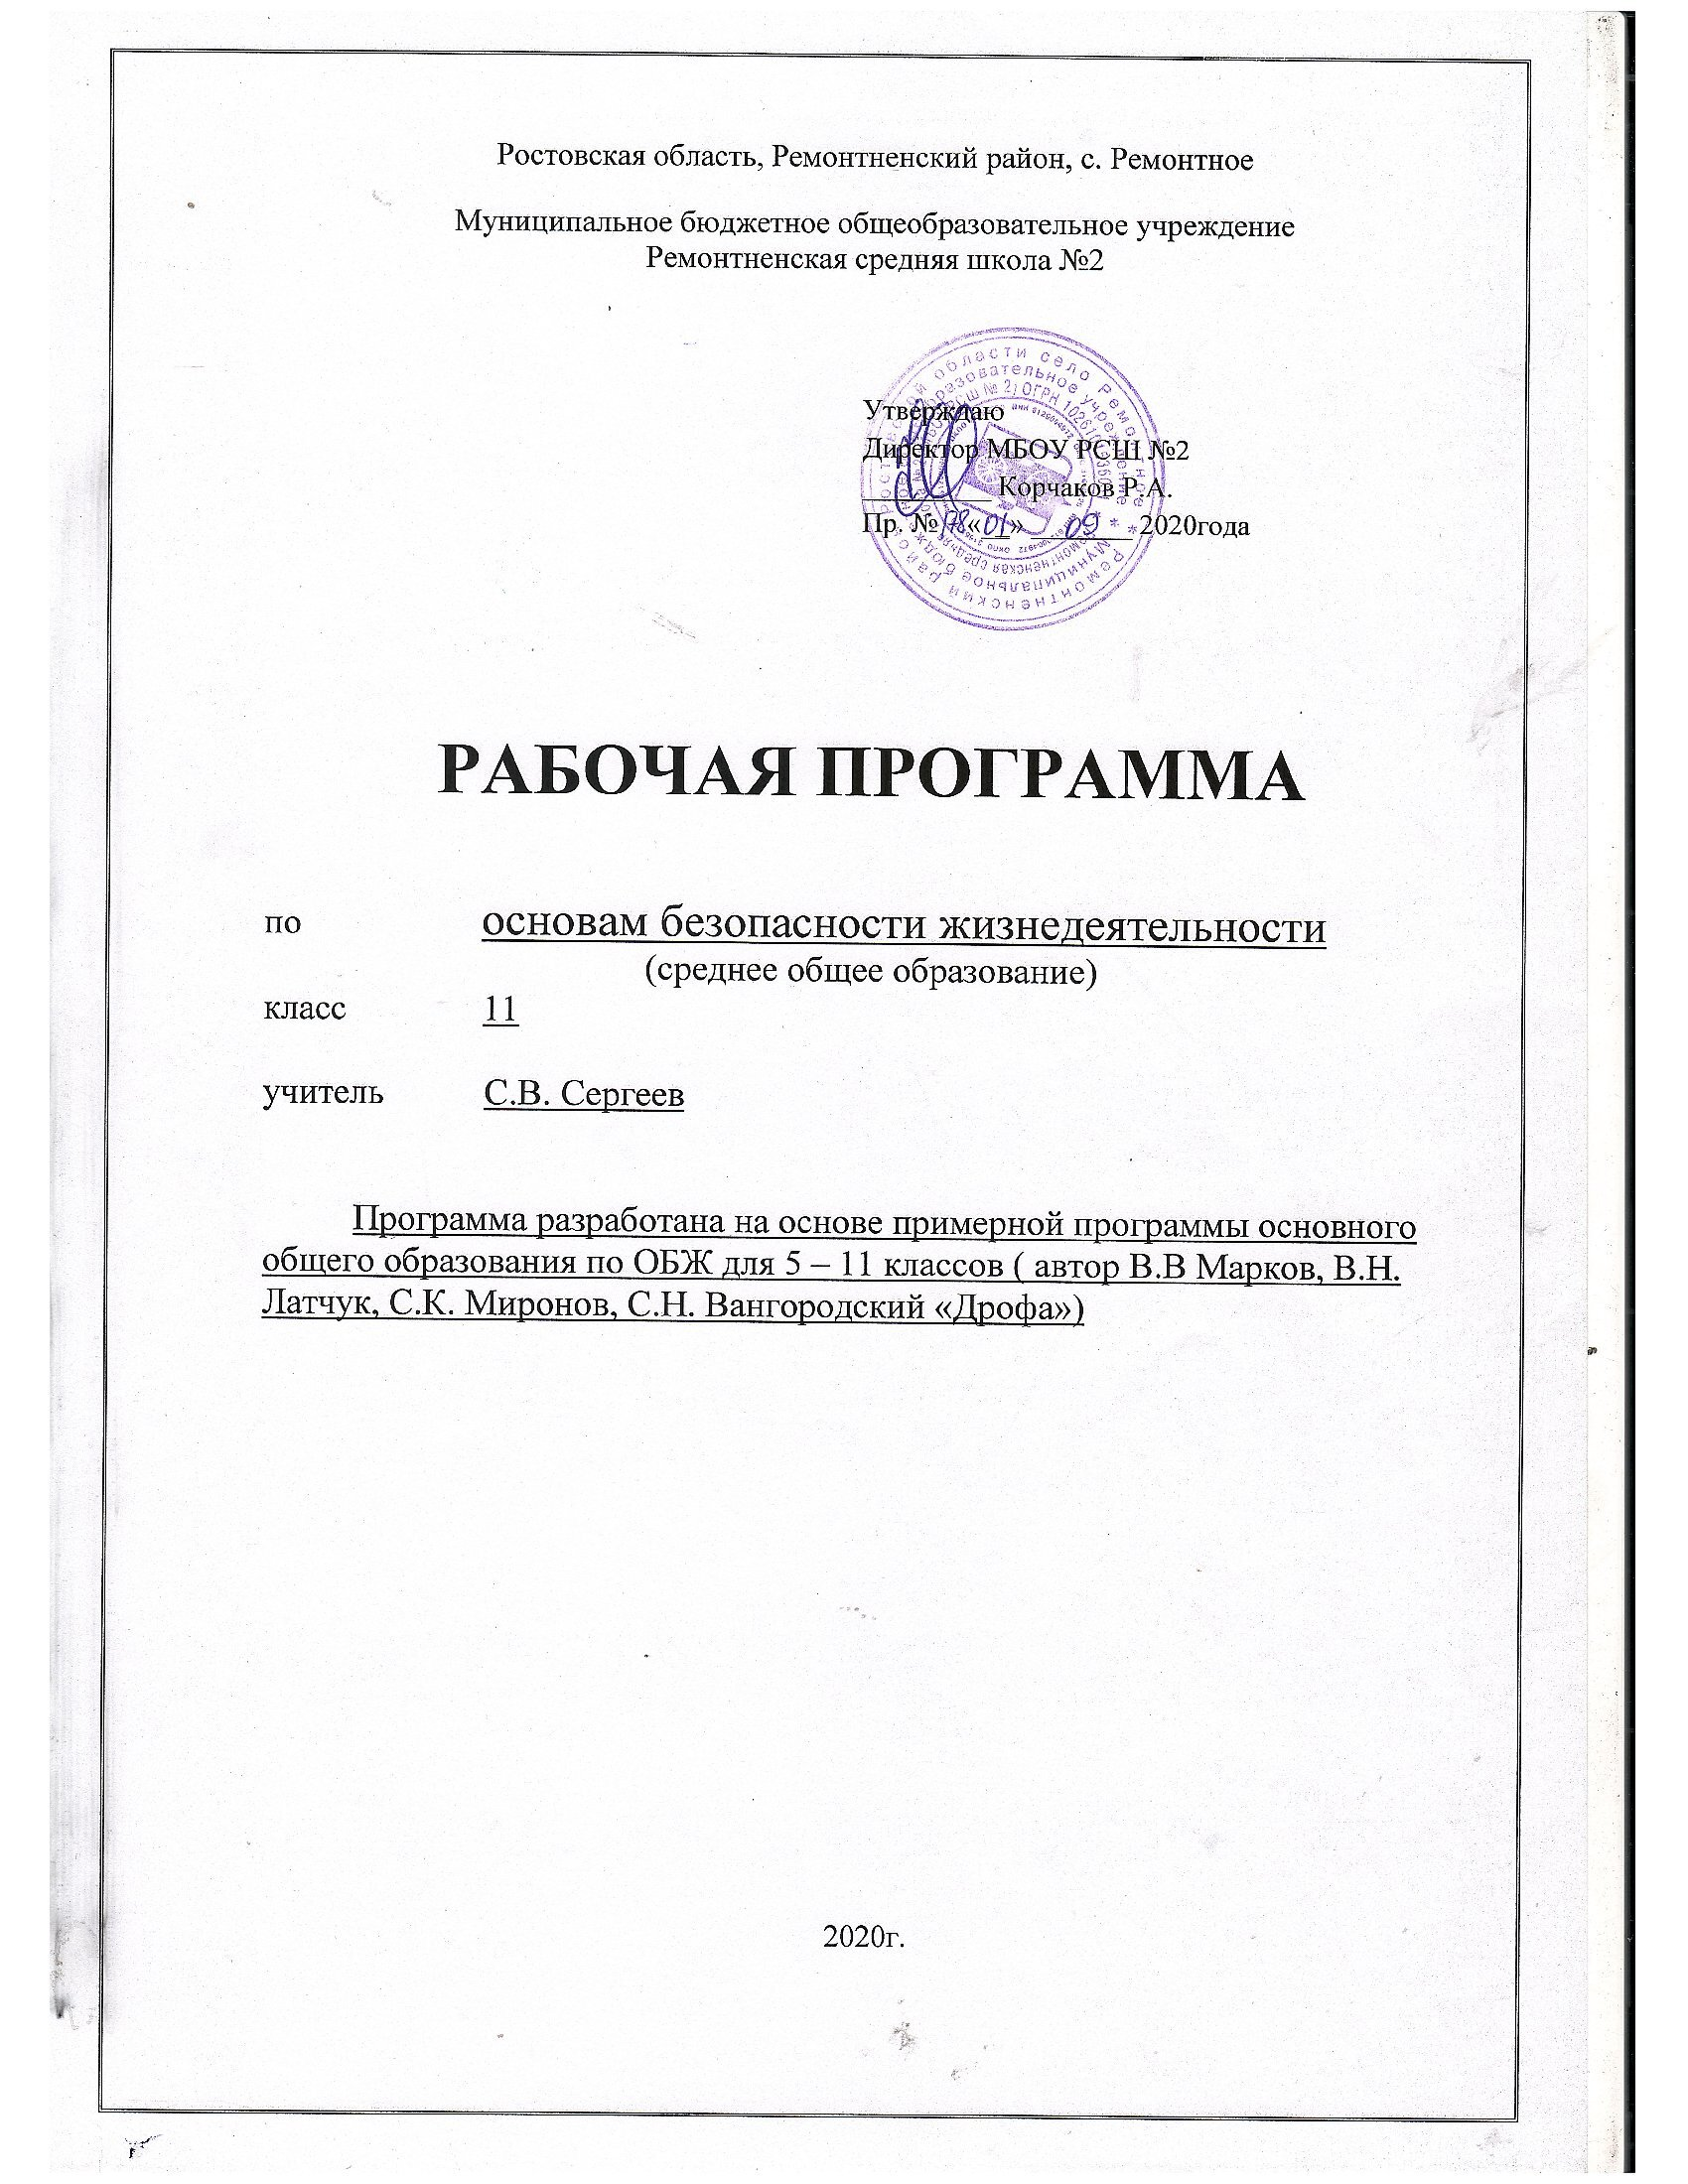 Ростовская область, Ремонтненский район, с. Ремонтное
Муниципальное бюджетное общеобразовательное учреждение
Ремонтненская средняя школа №2
Утверждаю
Директор МБОУ РСШ №2
____________ Корчаков Р.А.
Пр. № «01» 09 2020года
РАБОЧАЯ ПРОГРАММА
по основам безопасности жизнедеятельности
(среднее общее образование)
класс 11
учитель С.В. Сергеев
Программа разработана на основе примерной программы основного
общего образования по ОБЖ для 5 – 11 классов ( автор В.В Марков, В.Н.
Латчук, С.К. Миронов, С.Н. Вангородский «Дрофа»)
2020г.